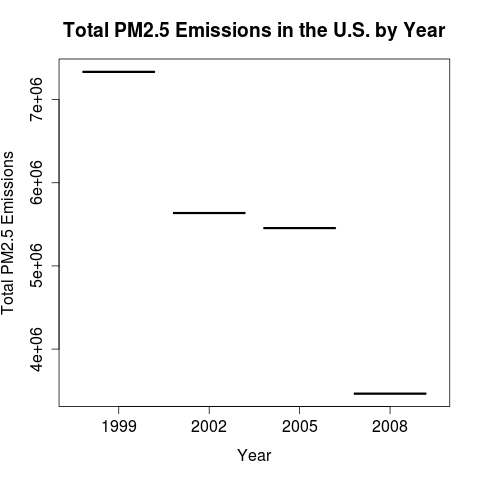 Total PM2.5 Emissions in the U.S. by Year
Total PM2.5 Emissions
7e+06
6e+06
5e+06
4e+06
1999 2002 2005 2008
Year